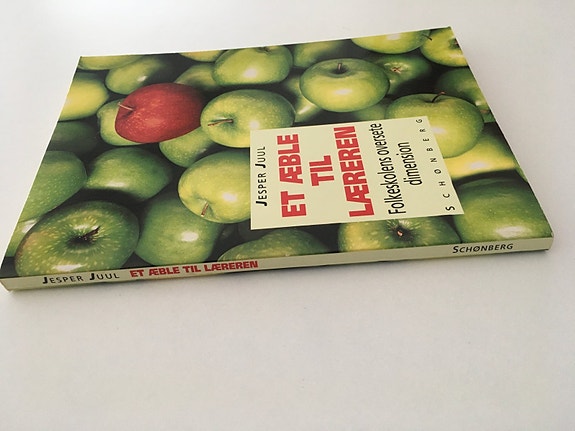 JESPER JUUL
ET ÆBLE
TIL
LÆREREN
Folkeskolens oversete
dimension
SCHØNBERG
JESPER JUUL ET ÆBLE TIL LÆREREN SCHØNBERG